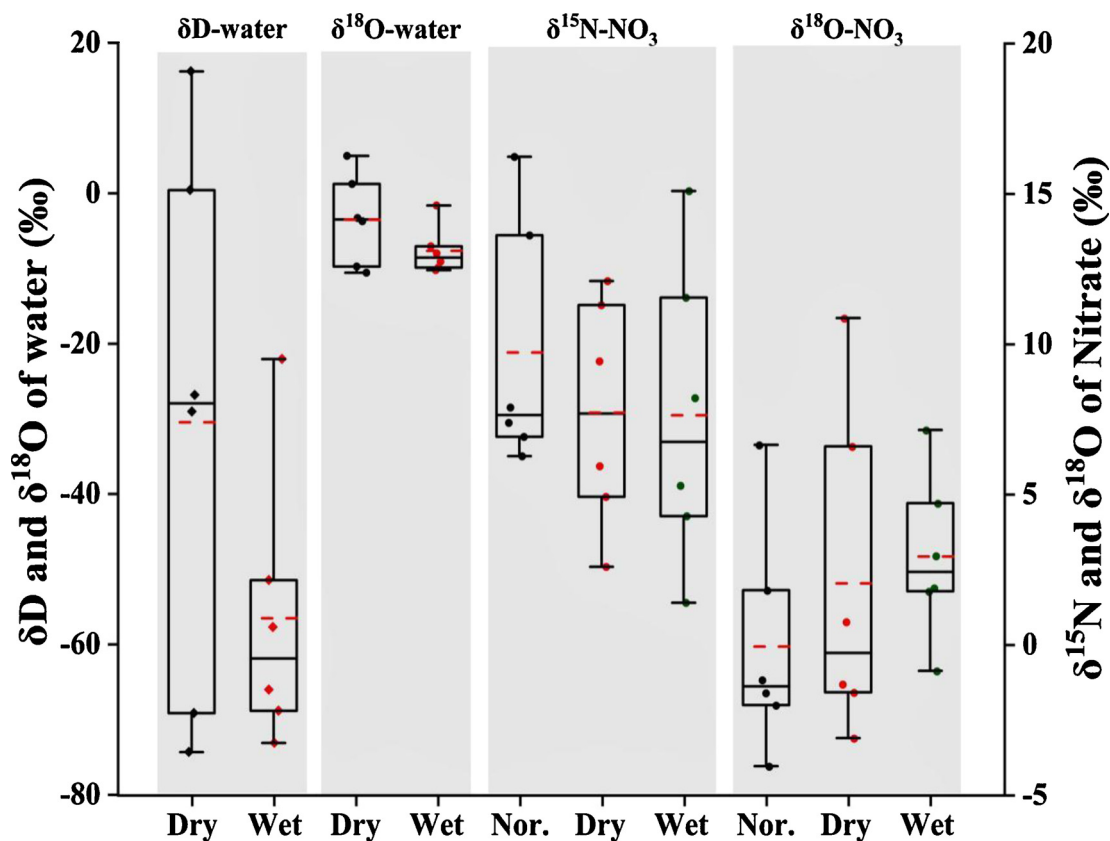 δD-water δ¹⁸O-water δ¹⁵N-NO₃ δ¹⁸O-NO₃
20 20
0 15
-20 10
-40 5
-60 0
-80 -5
δD and δ¹⁸O of water (‰)
δ¹⁵N and δ¹⁸O of Nitrate (‰)
Dry Wet Dry Wet Nor. Dry Wet Nor. Dry Wet